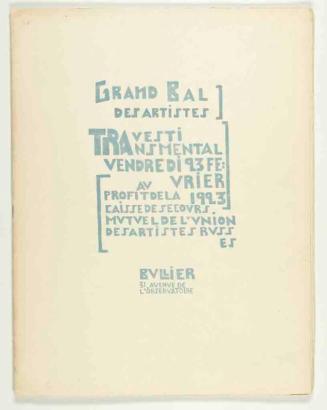 GRAND BAL
DES ARTISTES
TRAVESTI
TRANSMENTAL
VENDREDI 23 FE:
VRIER
AU
PROFIT DE LA 1923
CAISSE DE SECOURS
MUTUEL DE L'UNION
DES ARTISTES RUSS
ES
BULLIER
31 AVENUE DE
L'OBSERVATOIRE